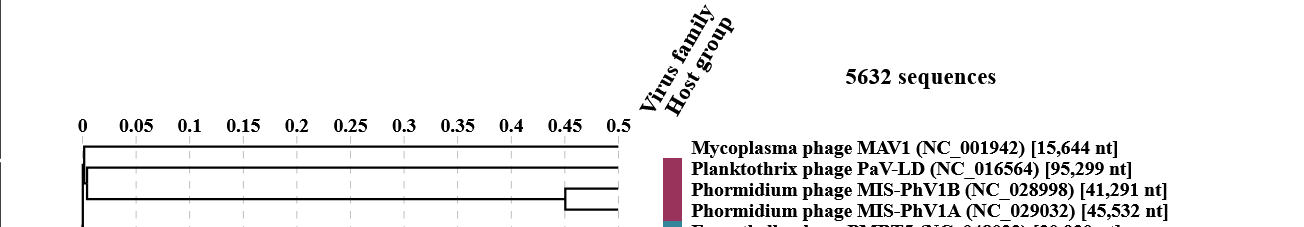 Virus family
Host group
5632 sequences
0 0.05 0.1 0.15 0.2 0.25 0.3 0.35 0.4 0.45 0.5
Mycoplasma phage MAV1 (NC_001942) [15,644 nt]
Planktothrix phage PaV-LD (NC_016564) [95,299 nt]
Phormidium phage MIS-PhV1B (NC_028998) [41,291 nt]
Phormidium phage MIS-PhV1A (NC_029032) [45,532 nt]